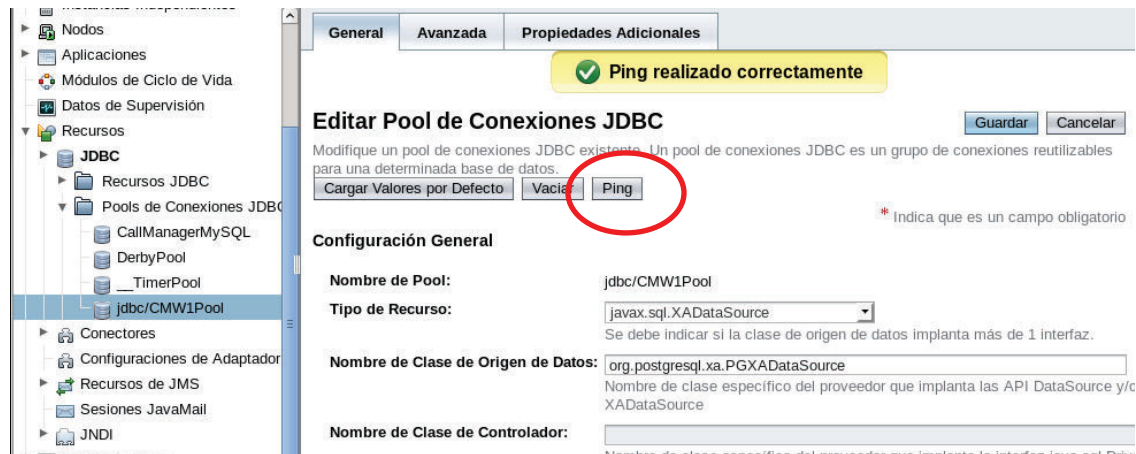 Nodos
Aplicaciones
Módulos de Ciclo de Vida
Datos de Supervisión
Recursos
JDBC
Recursos JDBC
Pools de Conexiones JDBC
CallManagerMySQL
DerbyPool
__TimerPool
jdbc/CMW1Pool
Conectores
Configuraciones de Adaptador
Recursos de JMS
Sesiones JavaMail
JNDI
General Avanzada Propiedades Adicionales
Ping realizado correctamente
Editar Pool de Conexiones JDBC
Guardar Cancelar
Modifique un pool de conexiones JDBC existente. Un pool de conexiones JDBC es un grupo de conexiones reutilizables
para una determinada base de datos.
Cargar Valores por Defecto Vaciar Ping
* Indica que es un campo obligatorio
Configuración General
Nombre de Pool: jdbc/CMW1Pool
Tipo de Recurso: javax.sql.XADataSource
Se debe indicar si la clase de origen de datos implanta más de 1 interfaz.
Nombre de Clase de Origen de Datos: org.postgresql.xa.PGXADataSource
Nombre de clase específico del proveedor que implanta las API DataSource y/o
XADataSource
Nombre de Clase de Controlador: